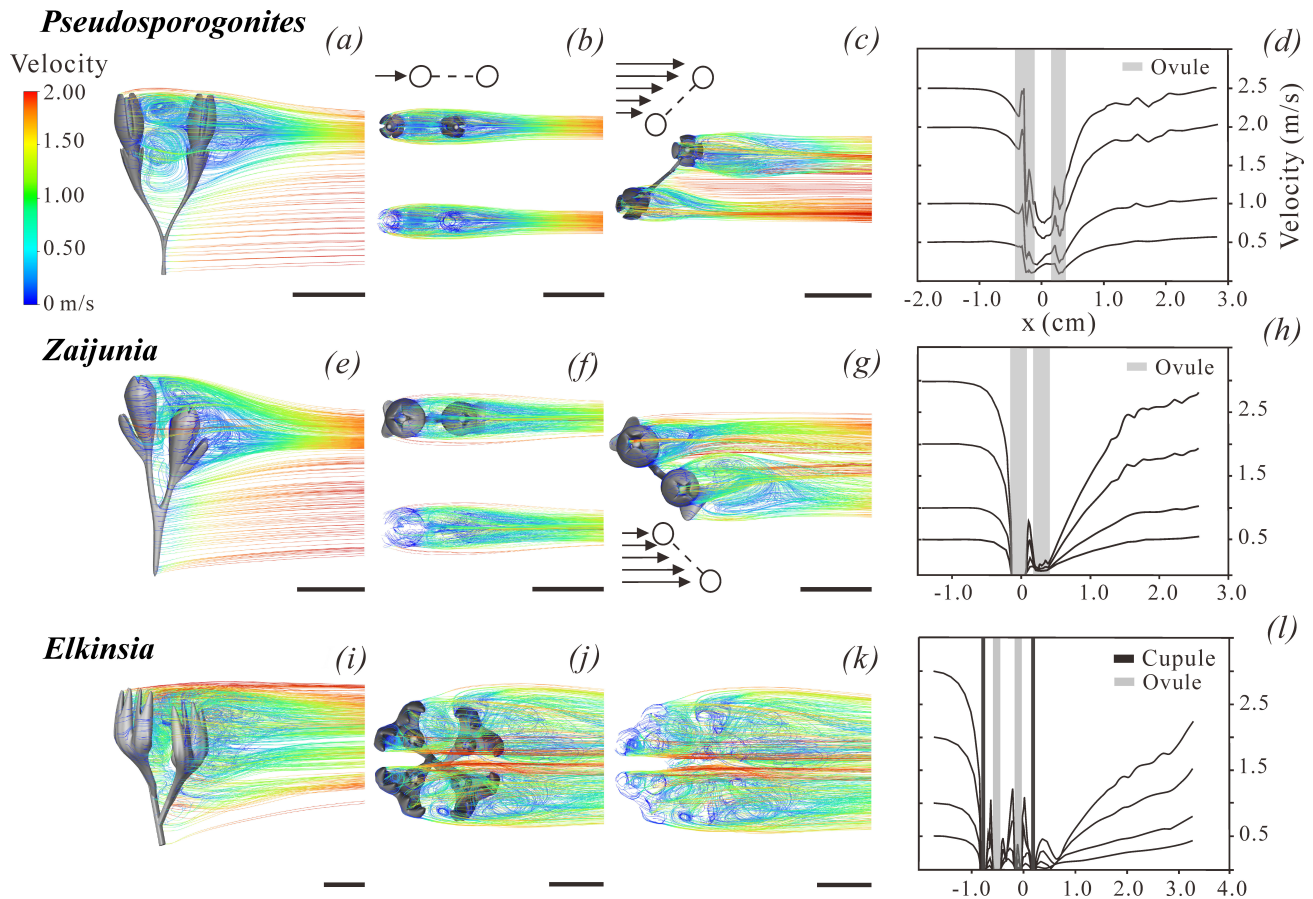 Pseudosporogonites
(a)
(b)
(c)
(d)
Velocity
2.00
1.50
1.00
0.50
0 m/s
Ovule
2.5
2.0
1.5
1.0
0.5
Velocity (m/s)
-2.0 -1.0 0 1.0 2.0 3.0
x (cm)
Zaijunia
(e)
(f)
(g)
(h)
Ovule
2.5
1.5
0.5
-1.0 0 1.0 2.0 3.0
Elkinsia
(i)
(j)
(k)
(l)
Cupule
Ovule
2.5
1.5
0.5
-1.0 0 1.0 2.0 3.0 4.0